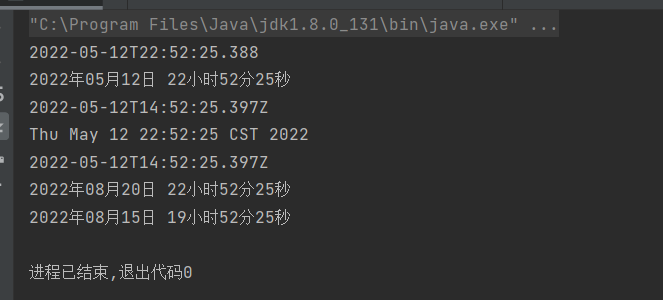 "C:\Program Files\Java\jdk1.8.0_131\bin\java.exe" ...
2022-05-12T22:52:25.388
2022年05月12日 22小时52分25秒
2022-05-12T14:52:25.397Z
Thu May 12 22:52:25 CST 2022
2022-05-12T14:52:25.397Z
2022年08月20日 22小时52分25秒
2022年08月15日 19小时52分25秒
进程已结束,退出代码0